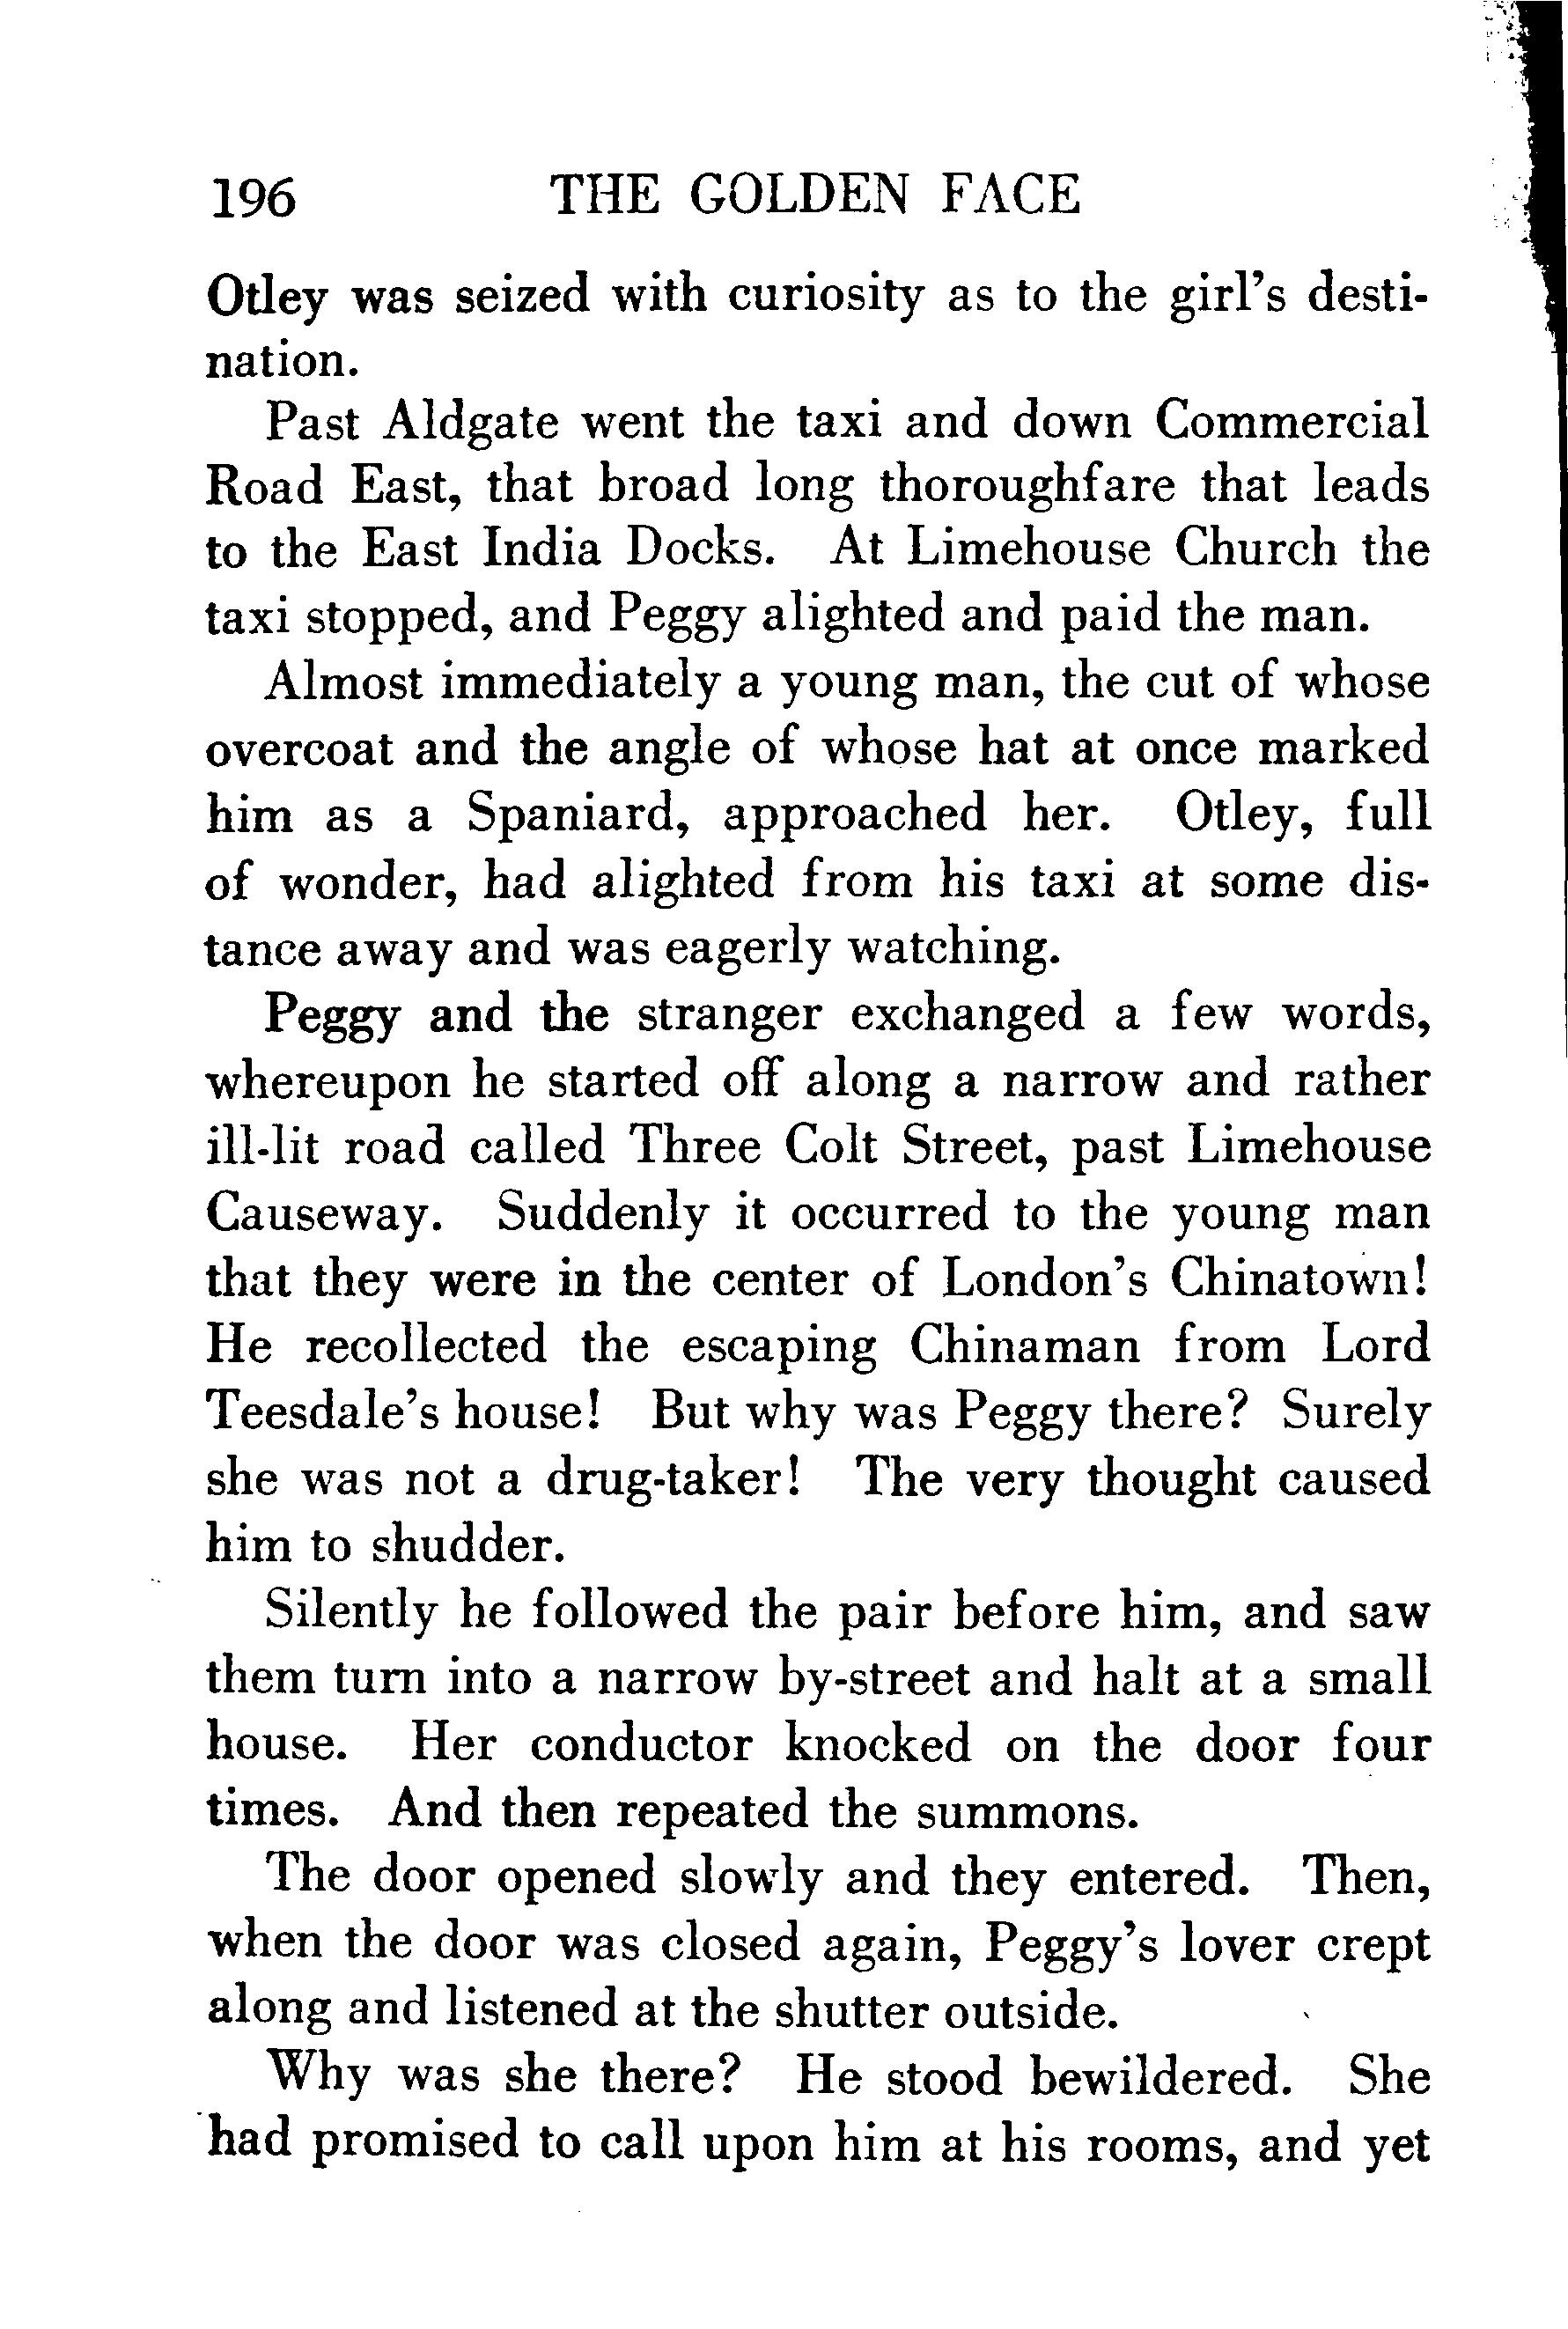 196 THE GOLDEN FACE
Otley was seized with curiosity as to the girl's desti-
nation.
Past Aldgate went the taxi and down Commercial
Road East, that broad long thoroughfare that leads
to the East India Docks. At Limehouse Church the
taxi stopped, and Peggy alighted and paid the man.
Almost immediately a young man, the cut of whose
overcoat and the angle of whose hat at once marked
him as a Spaniard, approached her. Otley, full
of wonder, had alighted from his taxi at some dis-
tance away and was eagerly watching.
Peggy and the stranger exchanged a few words,
whereupon he started off along a narrow and rather
ill-lit road called Three Colt Street, past Limehouse
Causeway. Suddenly it occurred to the young man
that they were in the center of London's Chinatown!
He recollected the escaping Chinaman from Lord
Teesdale's house! But why was Peggy there? Surely
she was not a drug-taker! The very thought caused
him to shudder.
Silently he followed the pair before him, and saw
them turn into a narrow by-street and halt at a small
house. Her conductor knocked on the door four
times. And then repeated the summons.
The door opened slowly and they entered. Then,
when the door was closed again, Peggy's lover crept
along and listened at the shutter outside.
Why was she there? He stood bewildered. She
had promised to call upon him at his rooms, and yet